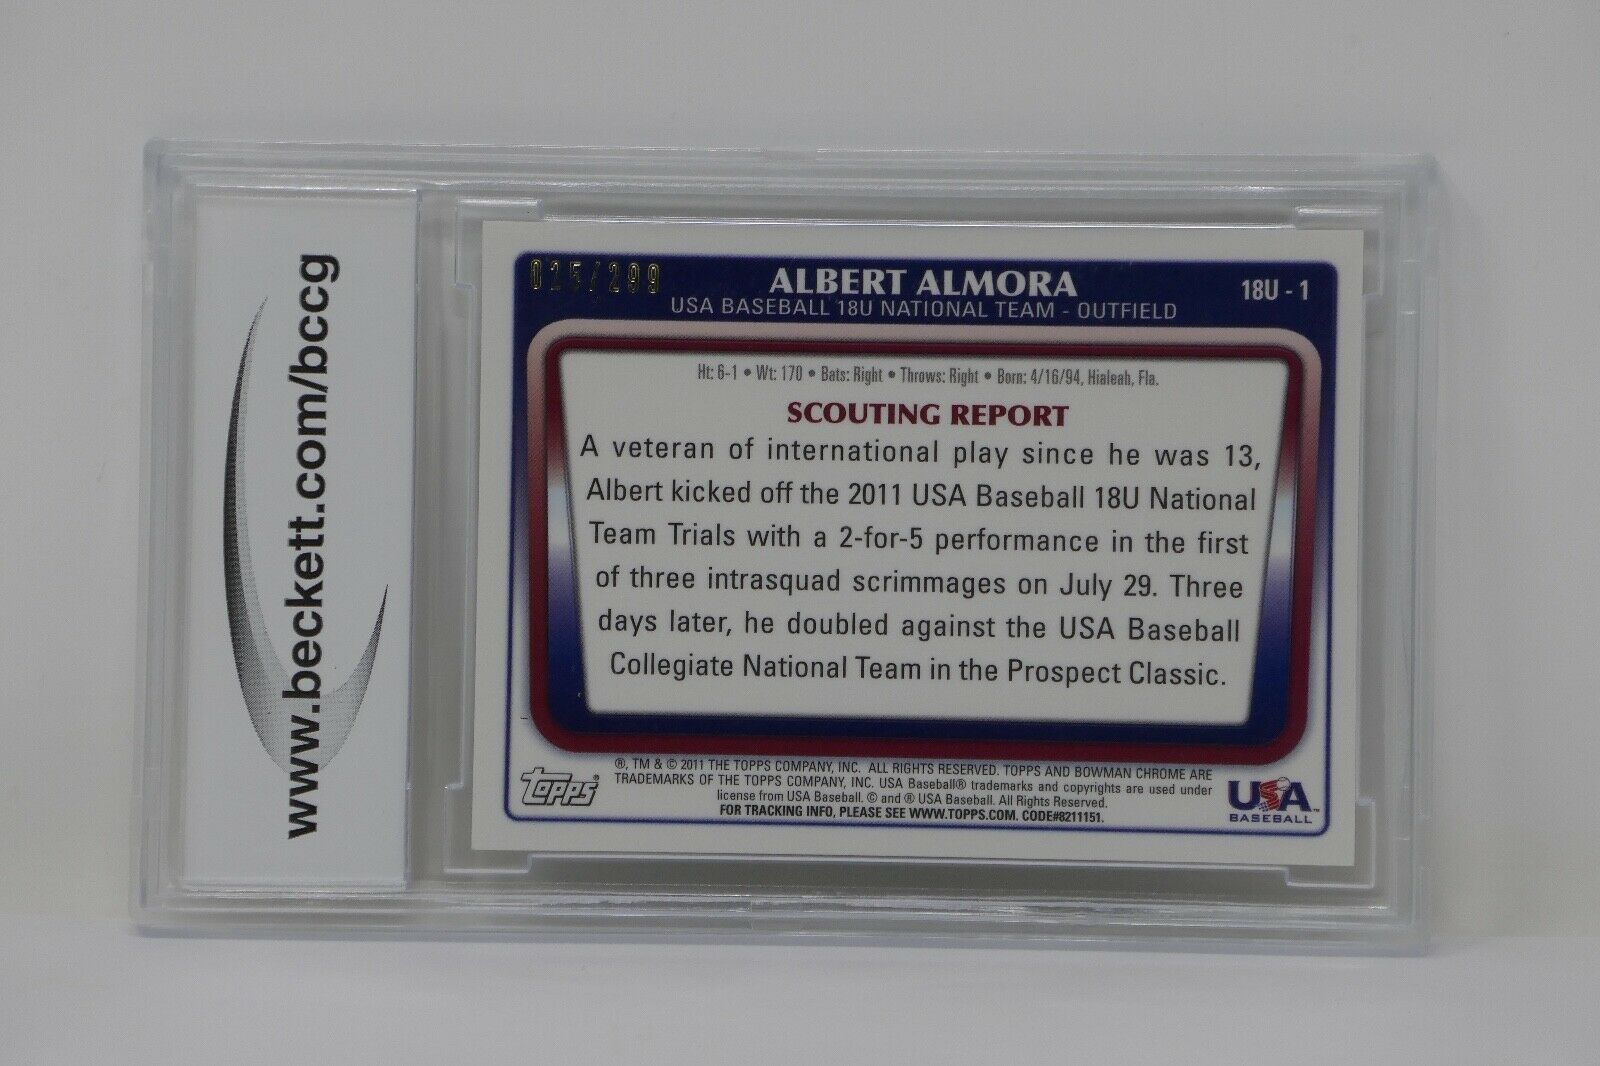 www.beckett.com/bccg
025/299
ALBERT ALMORA
18U - 1
USA BASEBALL 18U NATIONAL TEAM - OUTFIELD
Ht: 6-1 • Wt: 170 • Bats: Right • Throws: Right • Born: 4/16/94, Hialeah, Fla.
SCOUTING REPORT
A veteran of international play since he was 13,
Albert kicked off the 2011 USA Baseball 18U National
Team Trials with a 2-for-5 performance in the first
of three intrasquad scrimmages on July 29. Three
days later, he doubled against the USA Baseball
Collegiate National Team in the Prospect Classic.
®, TM & © 2011 THE TOPPS COMPANY, INC. ALL RIGHTS RESERVED. TOPPS AND BOWMAN CHROME ARE
TRADEMARKS OF THE TOPPS COMPANY, INC. USA Baseball® trademarks and copyrights are used under
license from USA Baseball. © and ® USA Baseball. All Rights Reserved.
FOR TRACKING INFO, PLEASE SEE WWW.TOPPS.COM. CODE#8211151.
Topps®
USA™
BASEBALL